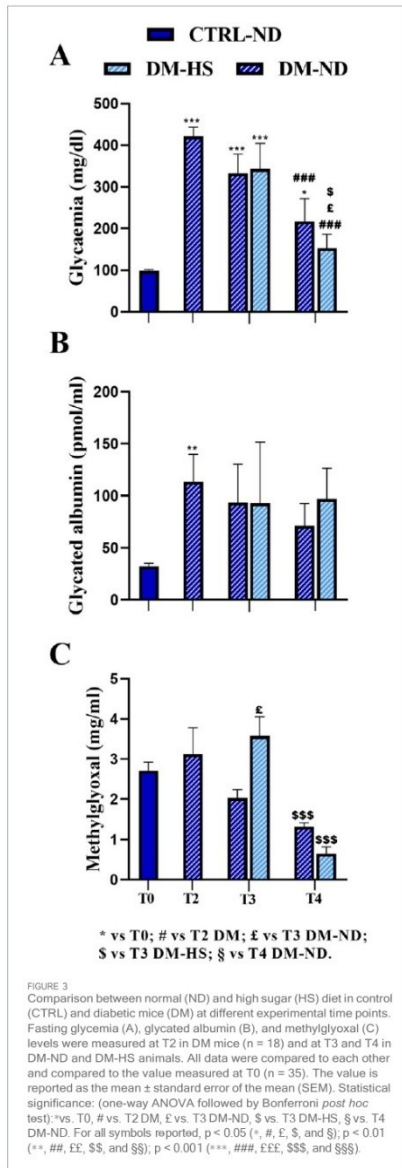 CTRL-ND
A
DM-HS DM-ND
Glycaemia (mg/dl)
500
400
300
200
100
0
***
***
***
###
*
$
£
###
B
Glycated albumin (pmol/ml)
200
150
100
50
0
**
C
Methylglyoxal (mg/ml)
5
4
3
2
1
0
£
$$$
$$$
T0 T2 T3 T4
* vs T0; # vs T2 DM; £ vs T3 DM-ND;
$ vs T3 DM-HS; § vs T4 DM-ND.
FIGURE 3
Comparison between normal (ND) and high sugar (HS) diet in control
(CTRL) and diabetic mice (DM) at different experimental time points.
Fasting glycemia (A), glycated albumin (B), and methylglyoxal (C)
levels were measured at T2 in DM mice (n = 18) and at T3 and T4 in
DM-ND and DM-HS animals. All data were compared to each other
and compared to the value measured at T0 (n = 35). The value is
reported as the mean ± standard error of the mean (SEM). Statistical
significance: (one-way ANOVA followed by Bonferroni post hoc
test):*vs. T0, # vs. T2 DM, £ vs. T3 DM-ND, $ vs. T3 DM-HS, § vs. T4
DM-ND. For all symbols reported, p < 0.05 (*, #, £, $, and §); p < 0.01
(**, ##, ££, $$, and §§); p < 0.001 (***, ###, £££, $$$, and §§§).